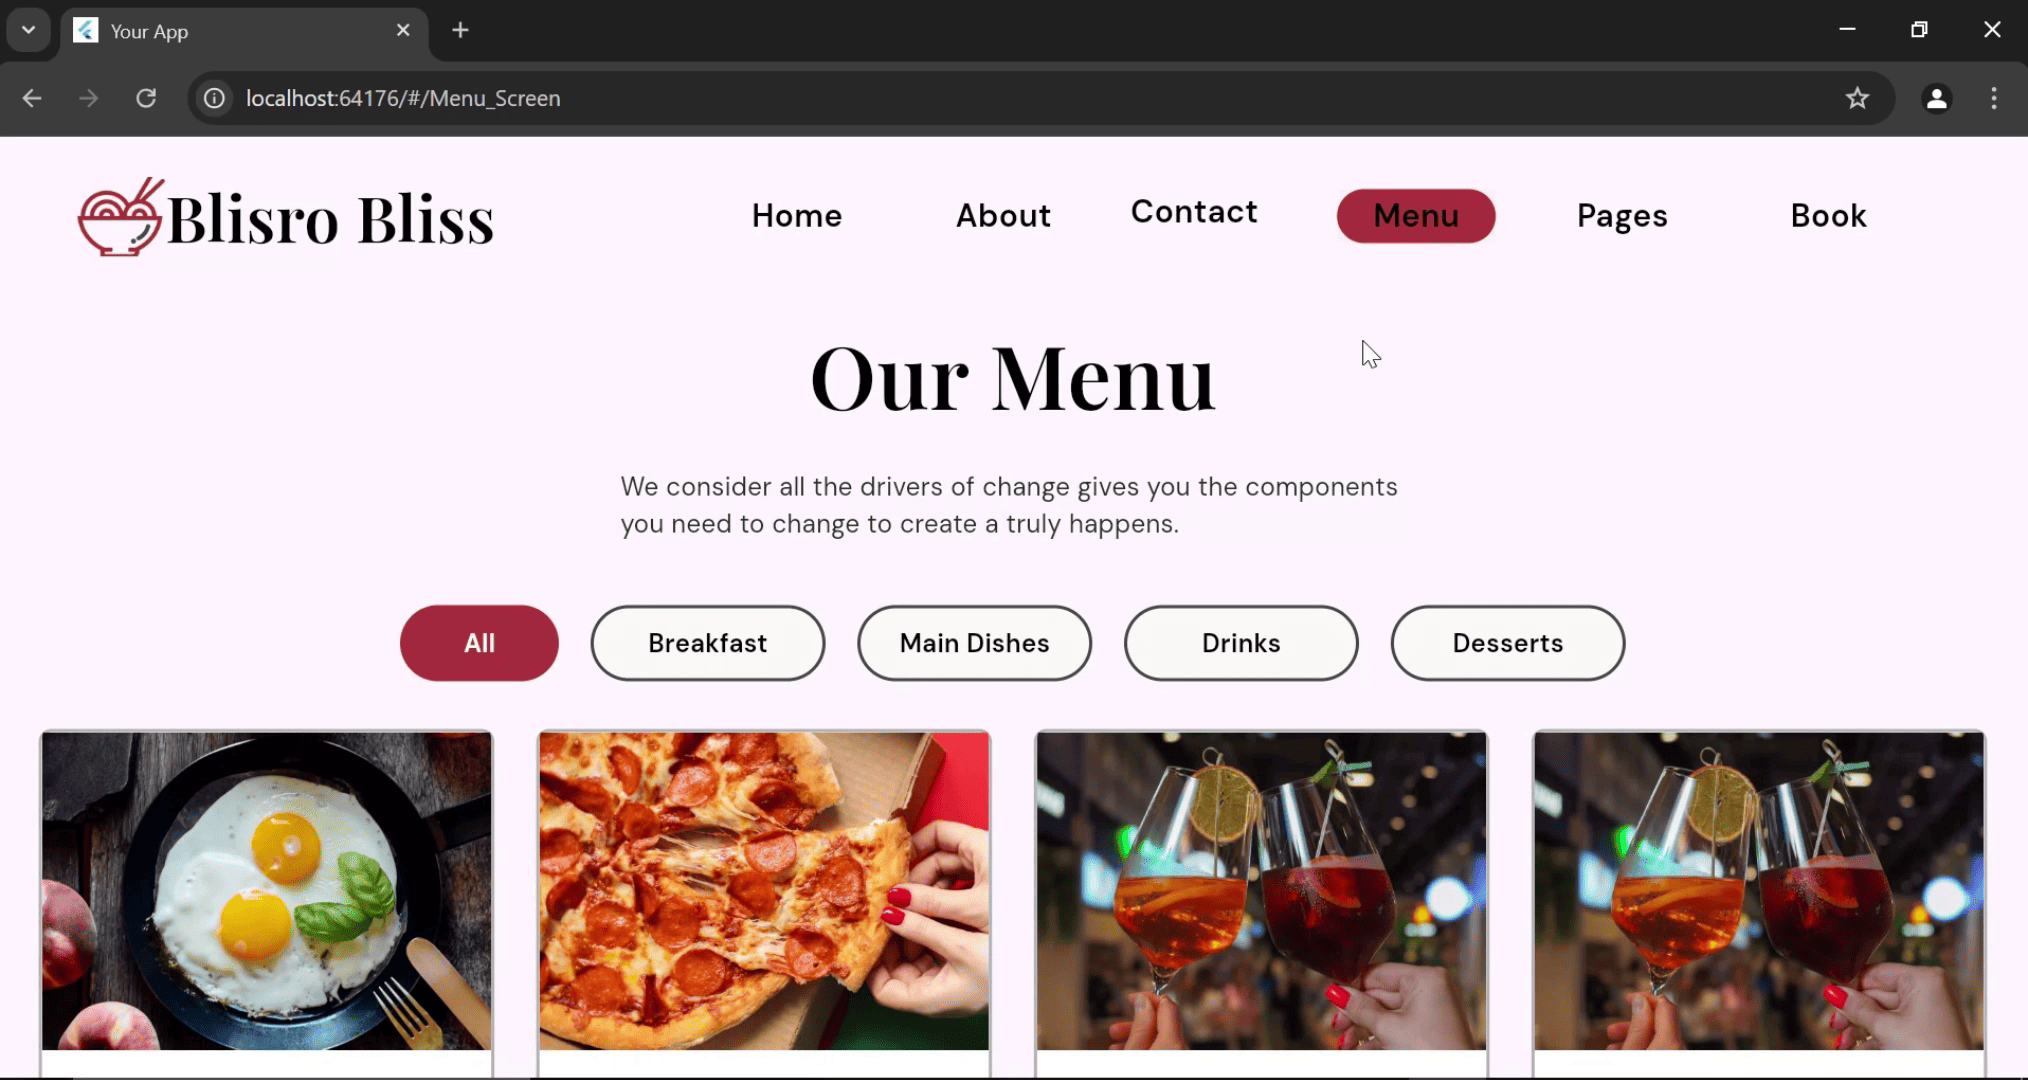 Your App
localhost:64176/#/Menu_Screen
Blisro Bliss
Home
About
Contact
Menu
Pages
Book
Our Menu
We consider all the drivers of change gives you the components
you need to change to create a truly happens.
All
Breakfast
Main Dishes
Drinks
Desserts